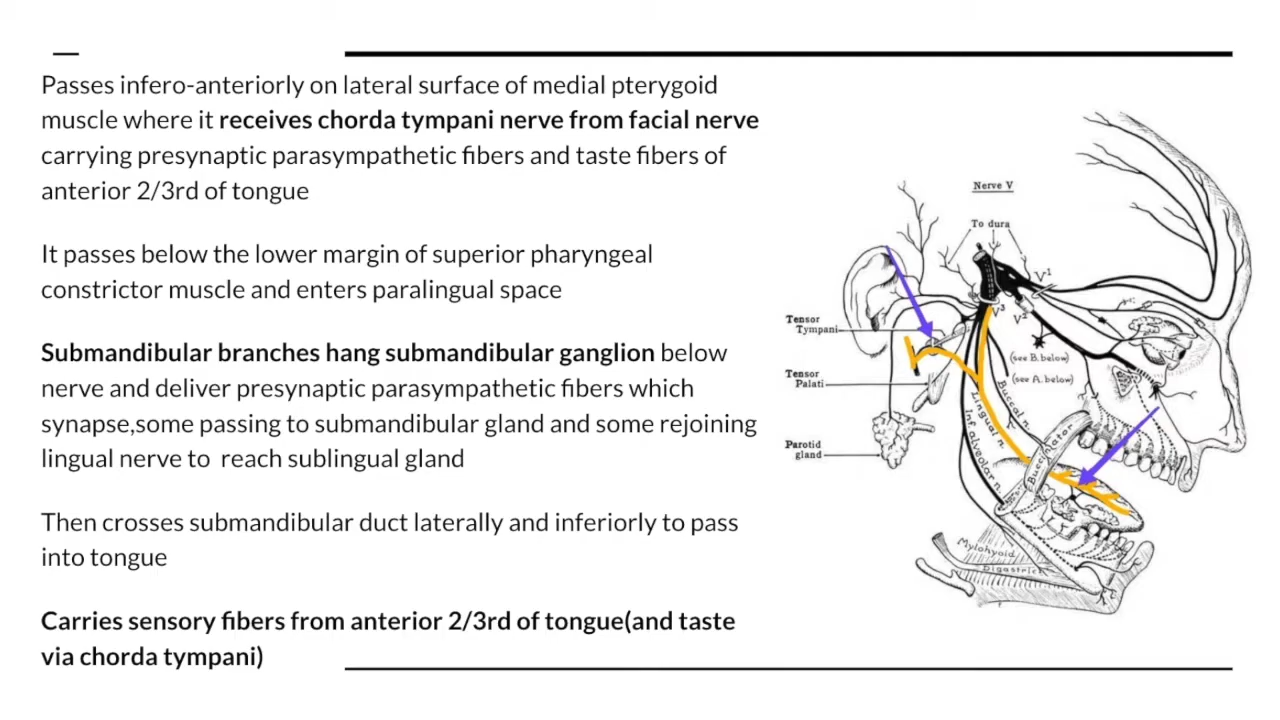 Passes infero-anteriorly on lateral surface of medial pterygoid
muscle where it receives chorda tympani nerve from facial nerve
carrying presynaptic parasympathetic fibers and taste fibers of
anterior 2/3rd of tongue
It passes below the lower margin of superior pharyngeal
constrictor muscle and enters paralingual space
Submandibular branches hang submandibular ganglion below
nerve and deliver presynaptic parasympathetic fibers which
synapse,some passing to submandibular gland and some rejoining
lingual nerve to reach sublingual gland
Then crosses submandibular duct laterally and inferiorly to pass
into tongue
Carries sensory fibers from anterior 2/3rd of tongue(and taste
via chorda tympani)
Nerve V
To dura
V¹
V²
V³
Tensor
Tympani
(see B. below)
Tensor
Palati
(see A. below)
Buccal n.
Lingual n.
Inf. alveolar n.
Buccinator
Parotid
gland
Mylohyoid
Digastric